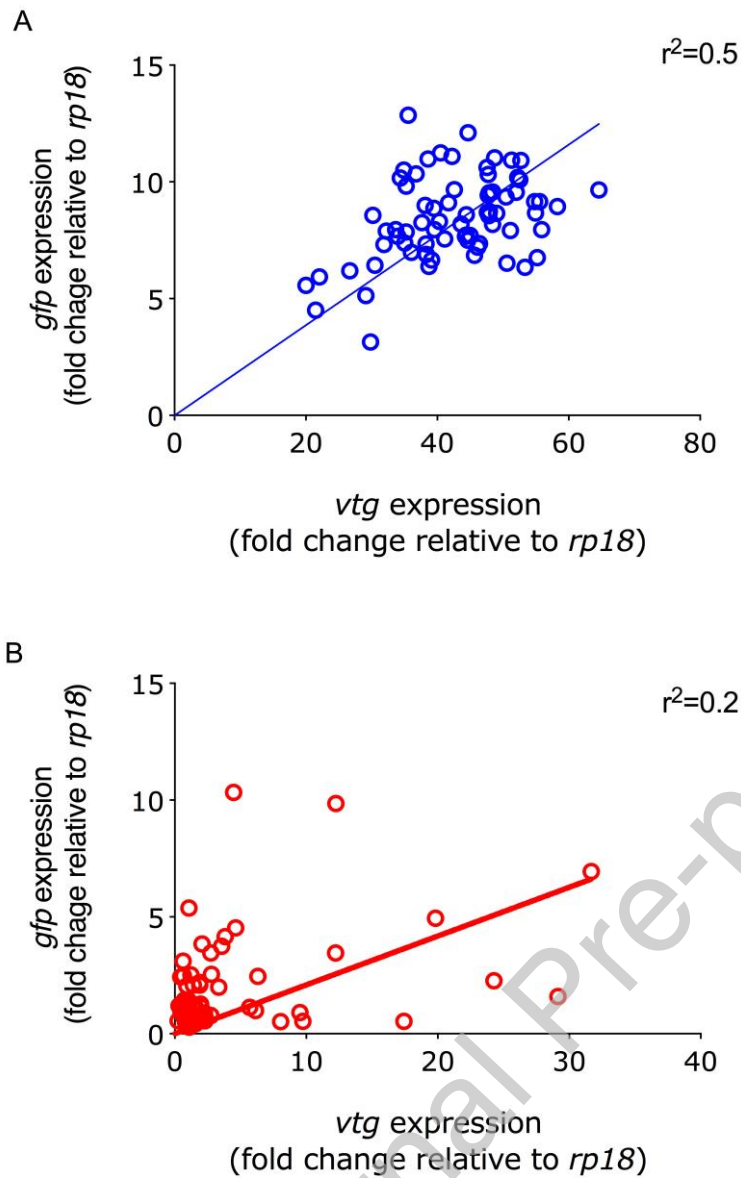 A
r²=0.5
15
10
5
0
gfp expression
(fold chage relative to rp18)
0 20 40 60 80
vtg expression
(fold change relative to rp18)
B
r²=0.2
15
10
5
0
gfp expression
(fold chage relative to rp18)
0 10 20 30 40
vtg expression
(fold change relative to rp18)
nal Pre-p